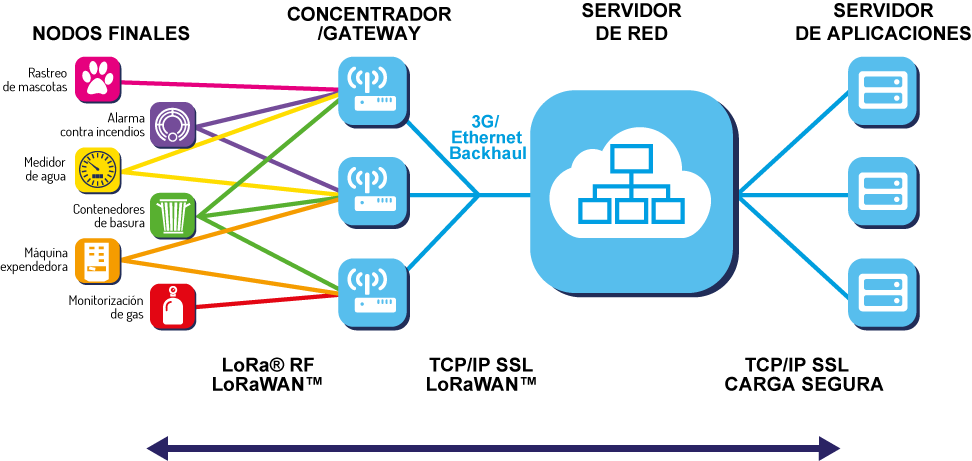 NODOS FINALES
CONCENTRADOR
/GATEWAY
SERVIDOR
DE RED
SERVIDOR
DE APLICACIONES
Rastreo
de mascotas
Alarma
contra incendios
Medidor
de agua
Contenedores
de basura
Máquina
expendedora
Monitorización
de gas
3G/
Ethernet
Backhaul
LoRa® RF
LoRaWAN™
TCP/IP SSL
LoRaWAN™
TCP/IP SSL
CARGA SEGURA